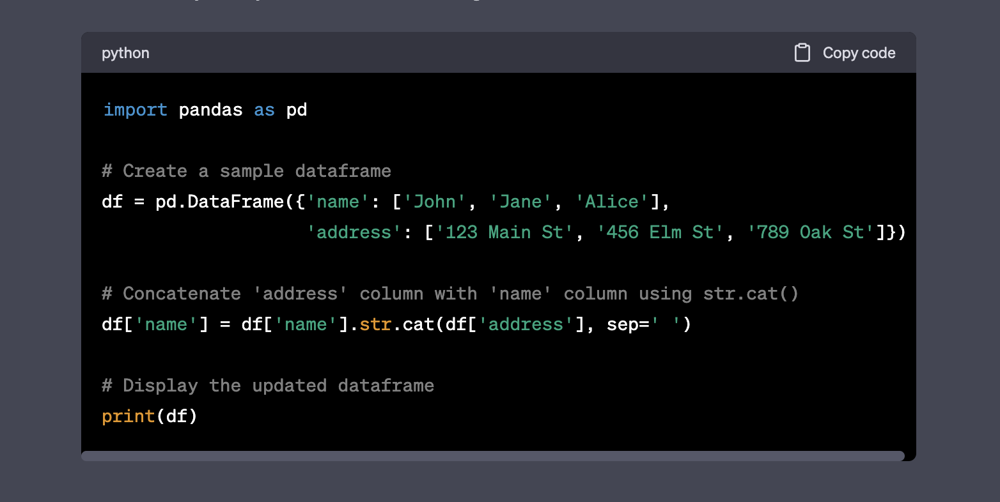 python
Copy code
import pandas as pd
# Create a sample dataframe
df = pd.DataFrame({'name': ['John', 'Jane', 'Alice'],
'address': ['123 Main St', '456 Elm St', '789 Oak St']})
# Concatenate 'address' column with 'name' column using str.cat()
df['name'] = df['name'].str.cat(df['address'], sep=' ')
# Display the updated dataframe
print(df)